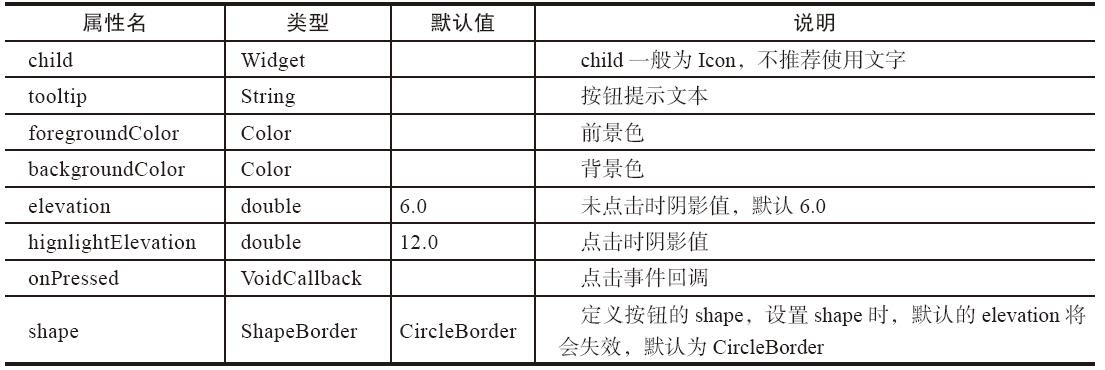 属性名 类型 默认值 说明
child Widget child 一般为 Icon，不推荐使用文字
tooltip String 按钮提示文本
foregroundColor Color 前景色
backgroundColor Color 背景色
elevation double 6.0 未点击时阴影值，默认 6.0
hignlightElevation double 12.0 点击时阴影值
onPressed VoidCallback 点击事件回调
shape ShapeBorder CircleBorder 定义按钮的 shape，设置 shape 时，默认的 elevation 将
会失效，默认为 CircleBorder